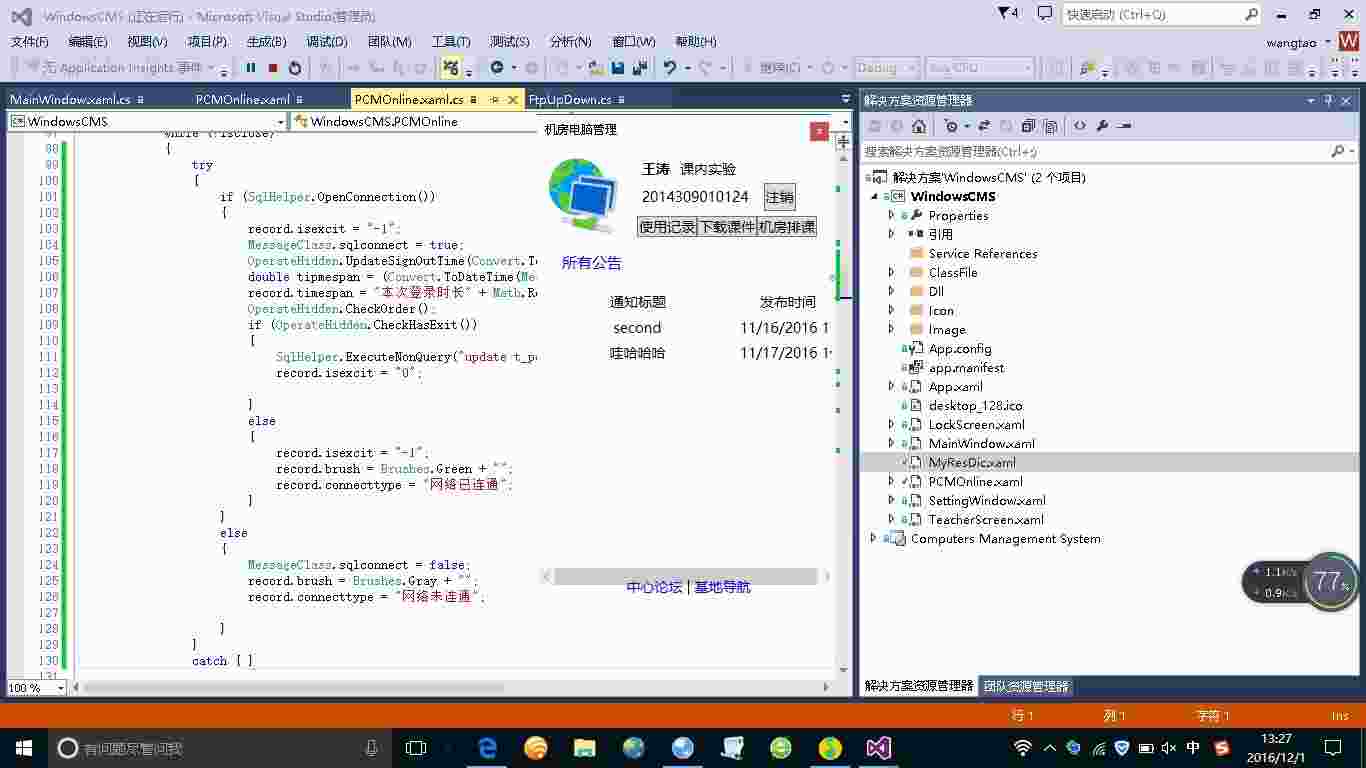 WindowsCMS (正在运行) - Microsoft Visual Studio(管理员)
4
快速启动 (Ctrl+Q)
文件(F) 编辑(E) 视图(V) 项目(P) 生成(B) 调试(D) 团队(M) 工具(T) 测试(S) 分析(N) 窗口(W) 帮助(H)
wangtao W
无 Application Insights 事件 继续(C) Debug Any CPU
MainWindow.xaml.cs PCMOnline.xaml PCMOnline.xaml.cs FtpUpDown.cs
WindowsCMS WindowsCMS.PCMOnline
while (!isClose)
98 {
99 try
100 {
101 if (SqlHelper.OpenConnection())
102 {
103 record.isexcit = "-1";
104 MessageClass.sqlconnect = true;
105 OperateHidden.UpdateSignOutTime(Convert.To
106 double tipmespan = (Convert.ToDateTime(Me
107 record.timespan = "本次登录时长" + Math.Ro
108 OperateHidden.CheckOrder();
109 if (OperateHidden.CheckHasExit())
110 {
111 SqlHelper.ExecuteNonQuery("update t_pc
112 record.isexcit = "0";
113
114 }
115 else
116 {
117 record.isexcit = "-1";
118 record.brush = Brushes.Green + "";
119 record.connecttype = "网络已连通";
120 }
121 }
122 else
123 {
124 MessageClass.sqlconnect = false;
125 record.brush = Brushes.Gray + "";
126 record.connecttype = "网络未连通";
127
128 }
129 }
130 catch { }
131
100 %
机房电脑管理
x
王涛 课内实验
2014309010124 注销
使用记录 下载课件 机房排课
所有公告
通知标题 发布时间
second 11/16/2016 1
哇哈哈哈 11/17/2016 1
中心论坛 | 基地导航
解决方案资源管理器
搜索解决方案资源管理器(Ctrl+;)
解决方案'WindowsCMS' (2 个项目)
WindowsCMS
Properties
引用
Service References
ClassFile
Dll
Icon
Image
App.config
app.manifest
App.xaml
desktop_128.ico
LockScreen.xaml
MainWindow.xaml
MyResDic.xaml
PCMOnline.xaml
SettingWindow.xaml
TeacherScreen.xaml
Computers Management System
1.1K/s
0.9K/s
77%
解决方案资源管理器 团队资源管理器
行 1 列 1 字符 1 Ins
有问题尽管问我
中
13:27
2016/12/1